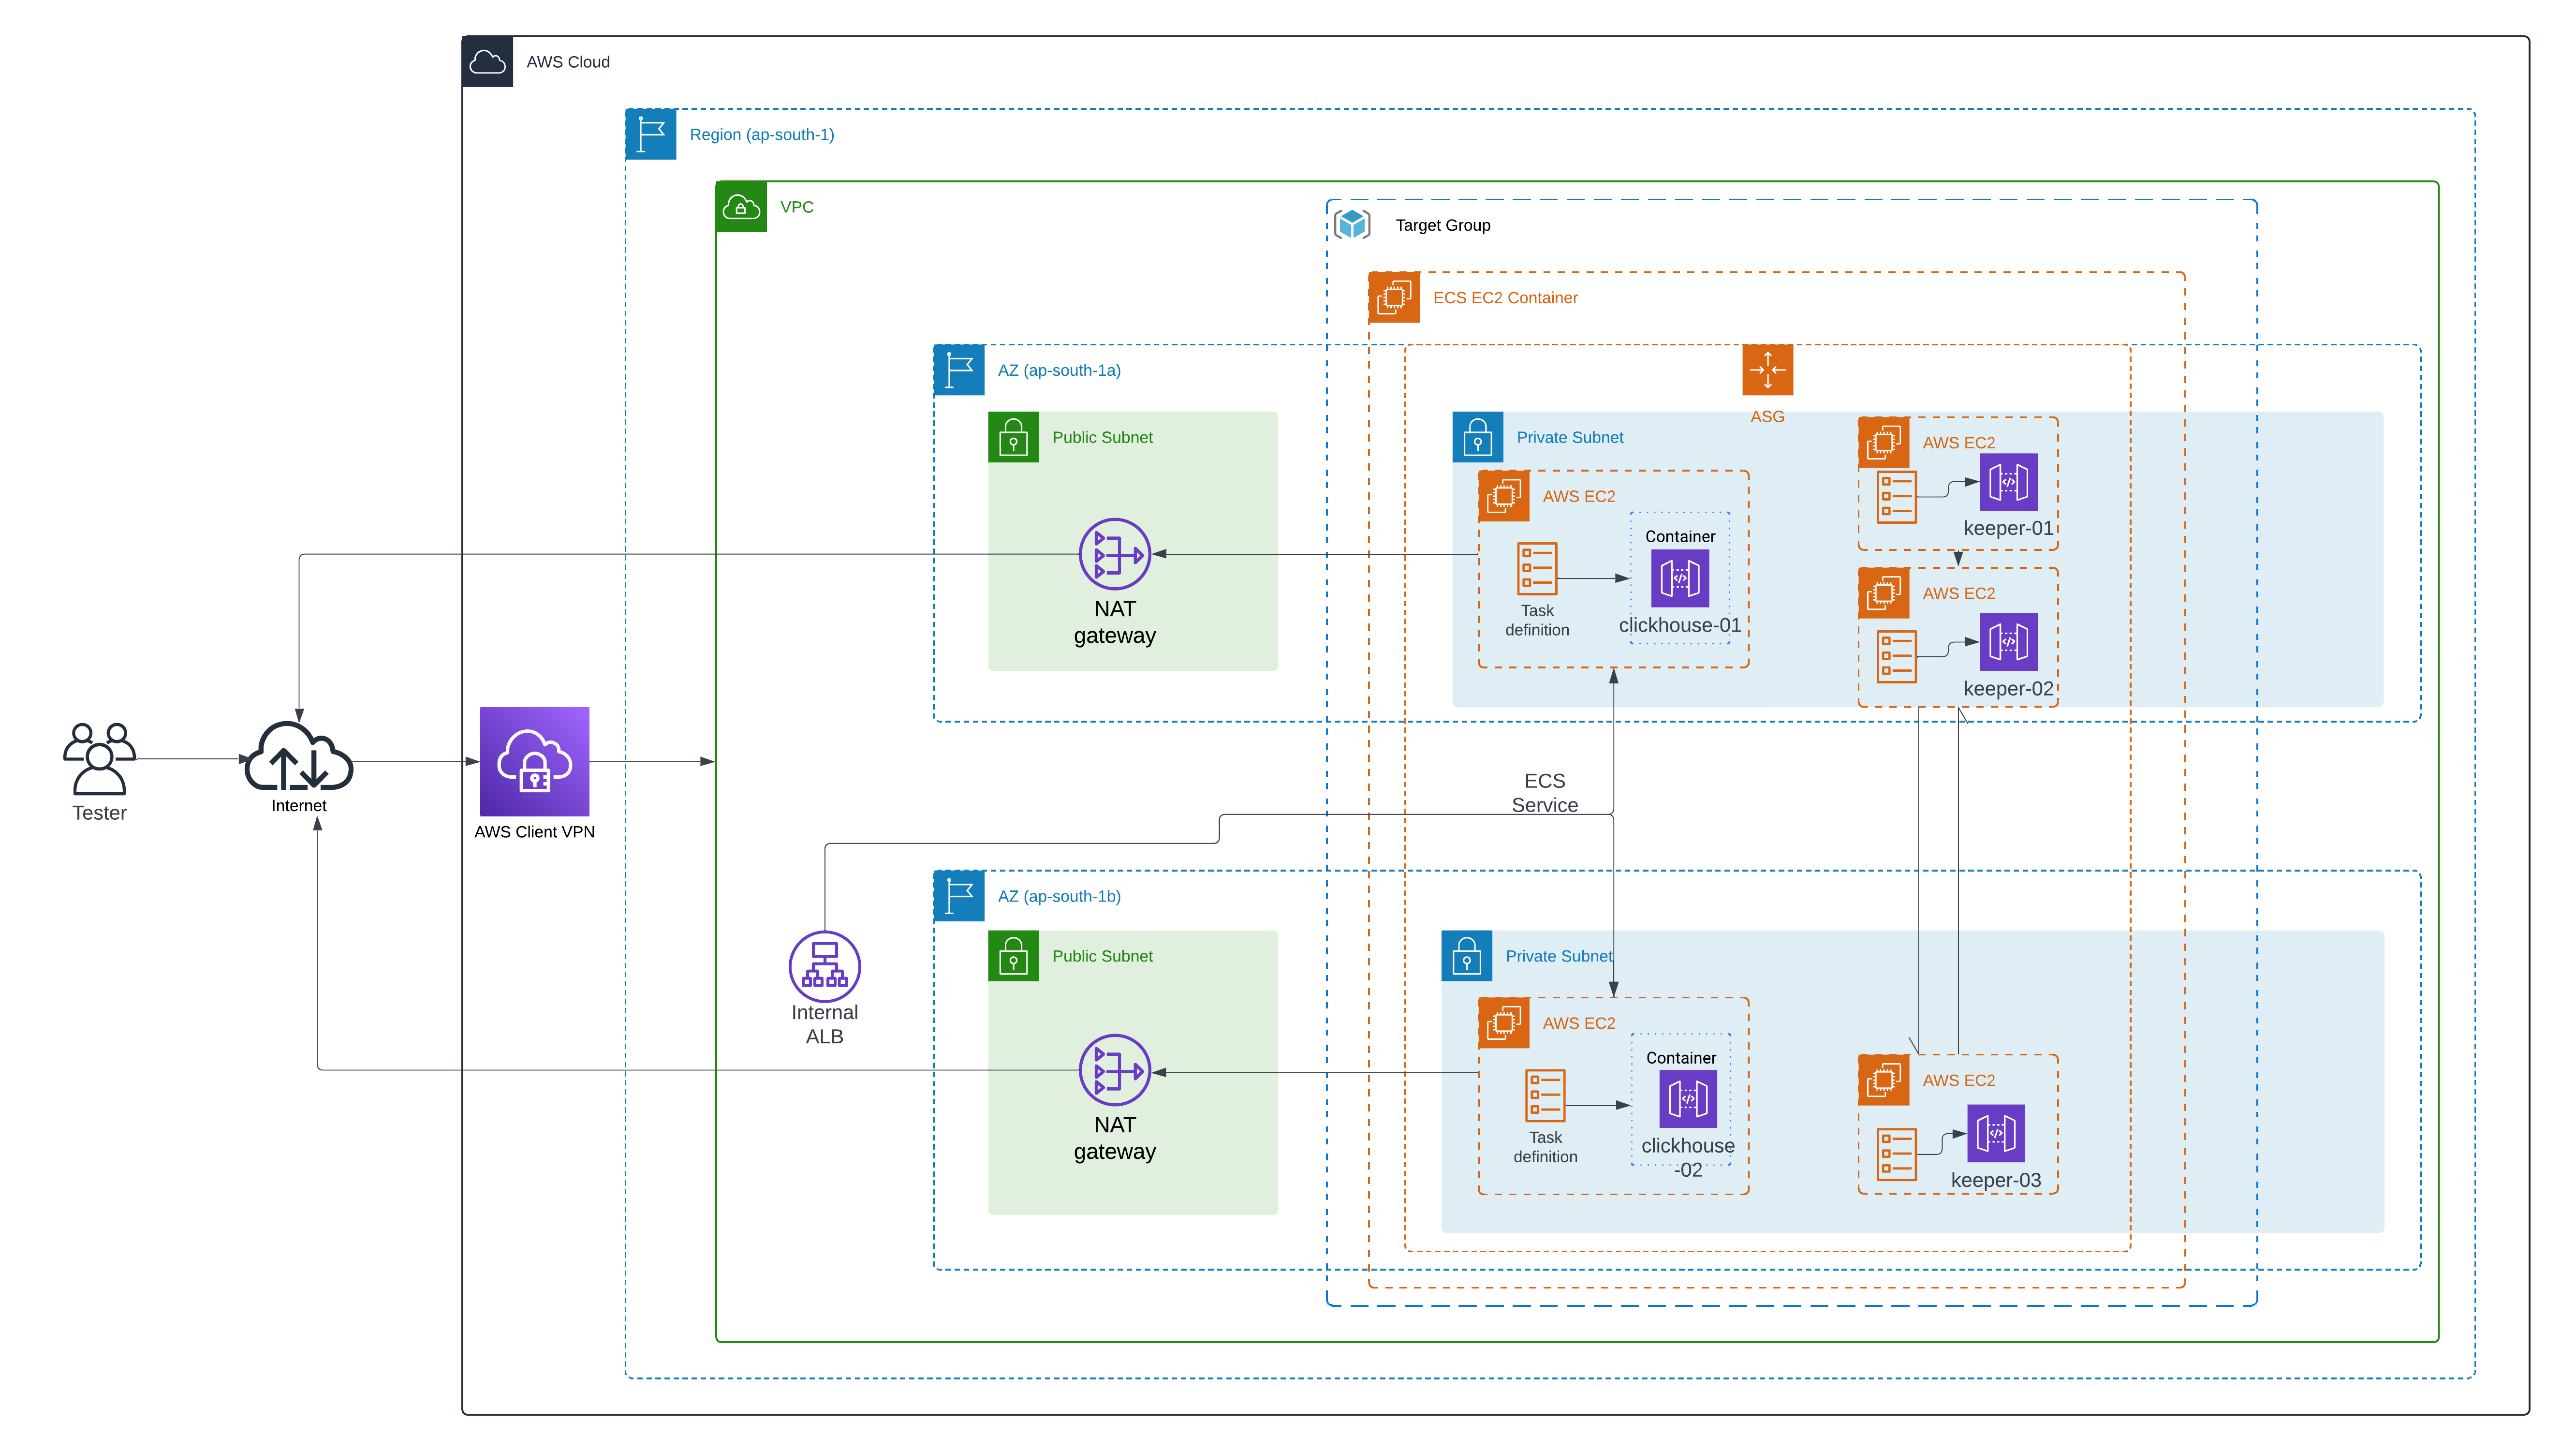 AWS Cloud
Region (ap-south-1)
VPC
Target Group
ECS EC2 Container
AZ (ap-south-1a)
ASG
Public Subnet
Private Subnet
AWS EC2
AWS EC2
Container
keeper-01
NAT
gateway
Task
definition
clickhouse-01
AWS EC2
keeper-02
Tester
Internet
AWS Client VPN
ECS
Service
AZ (ap-south-1b)
Internal
ALB
Public Subnet
Private Subnet
AWS EC2
Container
AWS EC2
NAT
gateway
Task
definition
clickhouse
-02
keeper-03